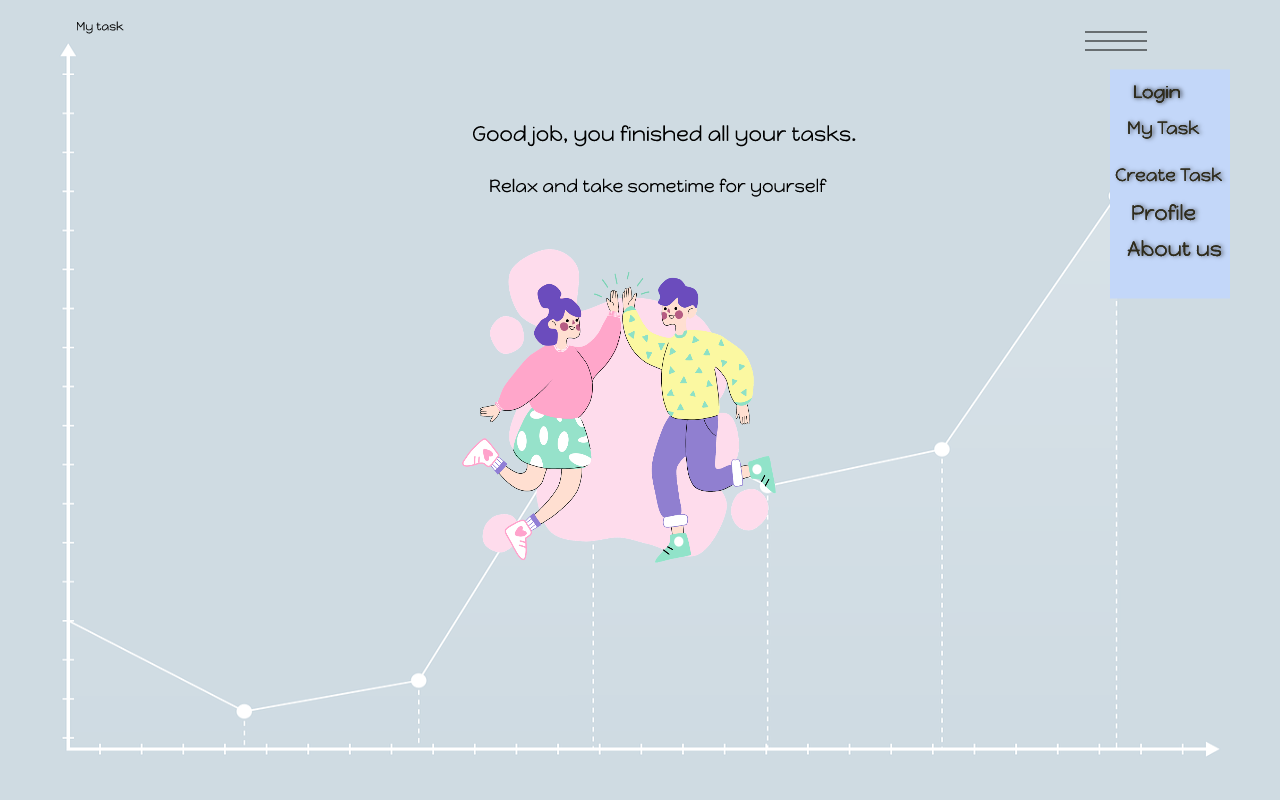 My task
Good job, you finished all your tasks.
Relax and take sometime for yourself
Login
My Task
Create Task
Profile
About us